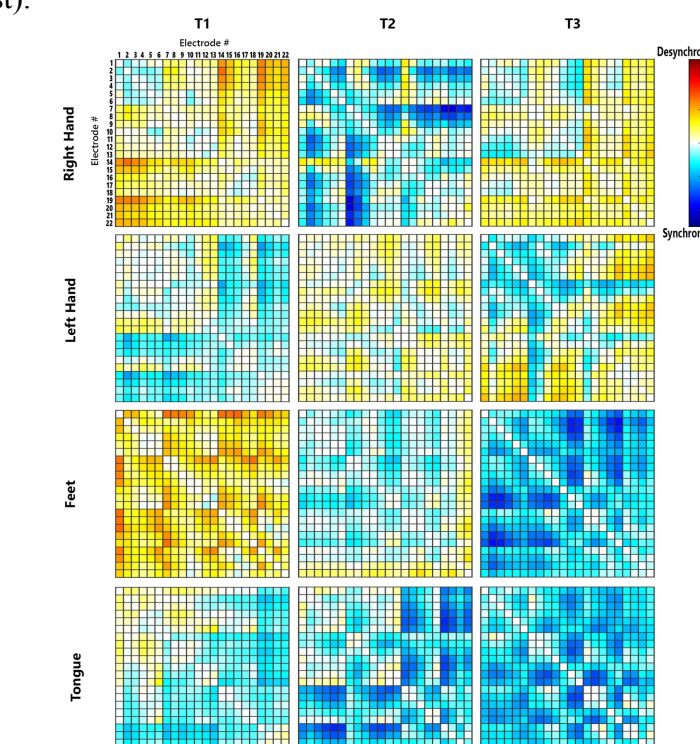 st).
T1 T2 T3
Electrode #
1 2 3 4 5 6 7 8 9 10 11 12 13 14 15 16 17 18 19 20 21 22
Desynchro
Right Hand
Electrode #
1
2
3
4
5
6
7
8
9
10
11
12
13
14
15
16
17
18
19
20
21
22
Synchron
Left Hand
Feet
Tongue